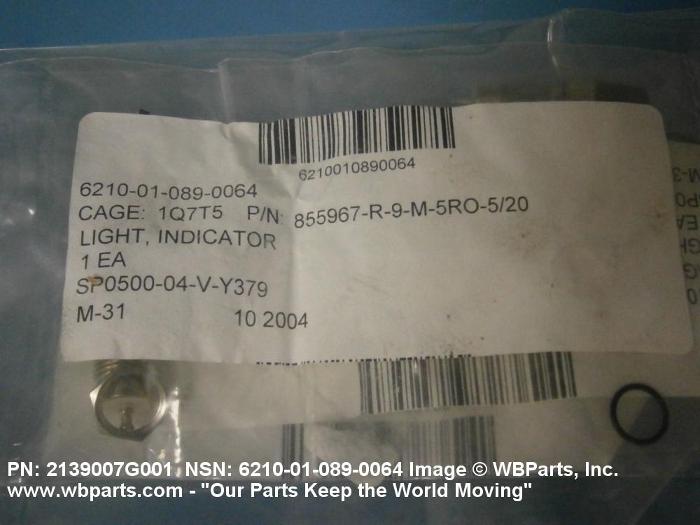 6210010890064
6210-01-089-0064
CAGE: 1Q7T5 P/N: 855967-R-9-M-5RO-5/20
LIGHT, INDICATOR
1 EA
SP0500-04-V-Y379
M-31 10 2004
M-3
PN: 2139007G001, NSN: 6210-01-089-0064 Image © WBParts, Inc.
www.wbparts.com - "Our Parts Keep the World Moving"